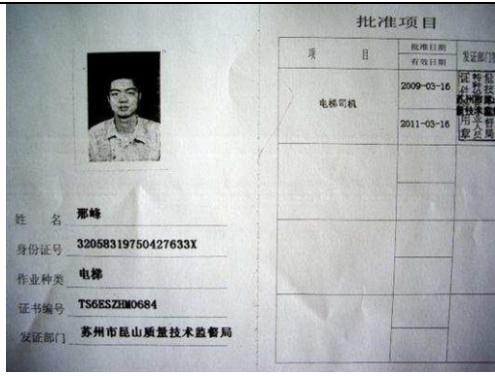 批准项目
项 目
批准日期
有效日期
发证部门
电梯司机
2009-03-16
2011-03-16
姓 名 邢峰
身份证号 32058319750427633X
作业种类 电梯
证书编号 TS6ESZHM0684
发证部门 苏州市昆山质量技术监督局